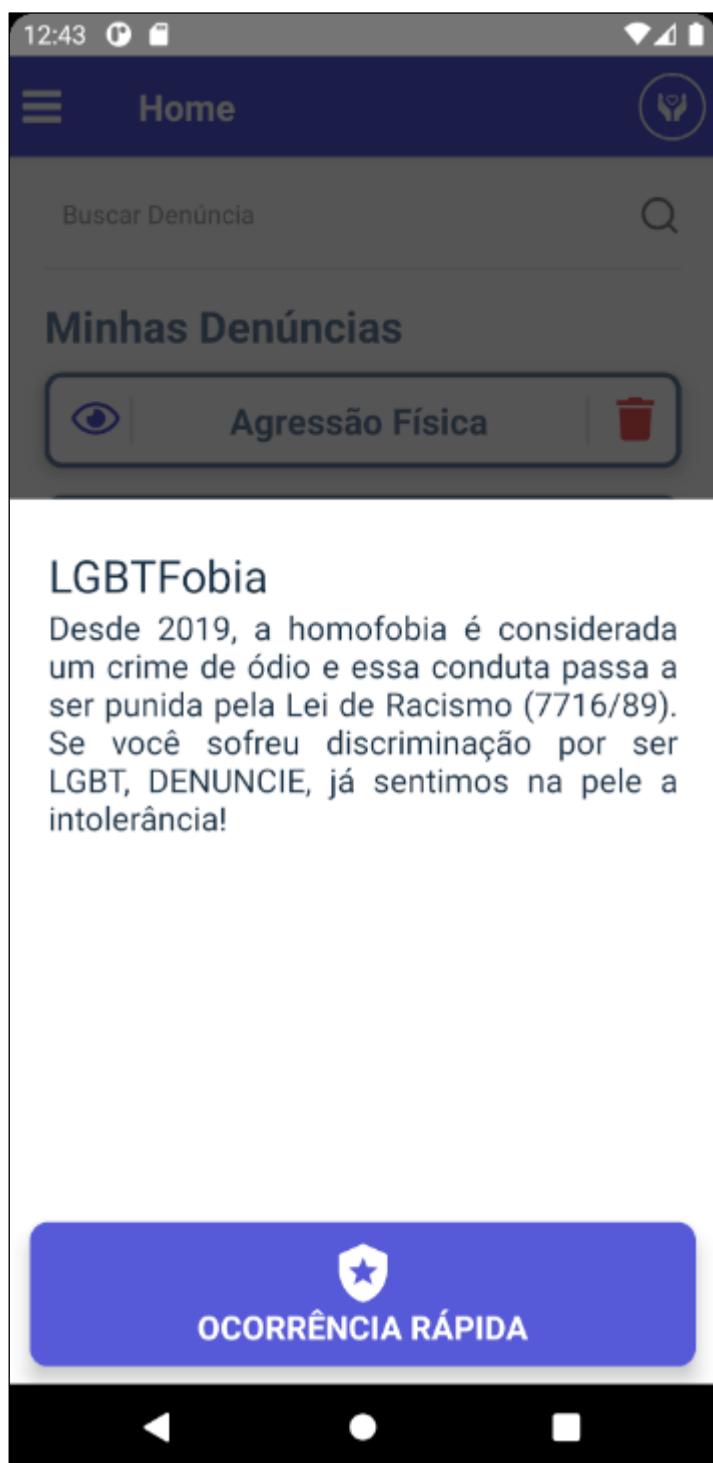 12:43
Home
Buscar Denúncia
Minhas Denúncias
Agressão Física
LGBTFobia
Desde 2019, a homofobia é considerada
um crime de ódio e essa conduta passa a
ser punida pela Lei de Racismo (7716/89).
Se você sofreu discriminação por ser
LGBT, DENUNCIE, já sentimos na pele a
intolerância!
OCORRÊNCIA RÁPIDA